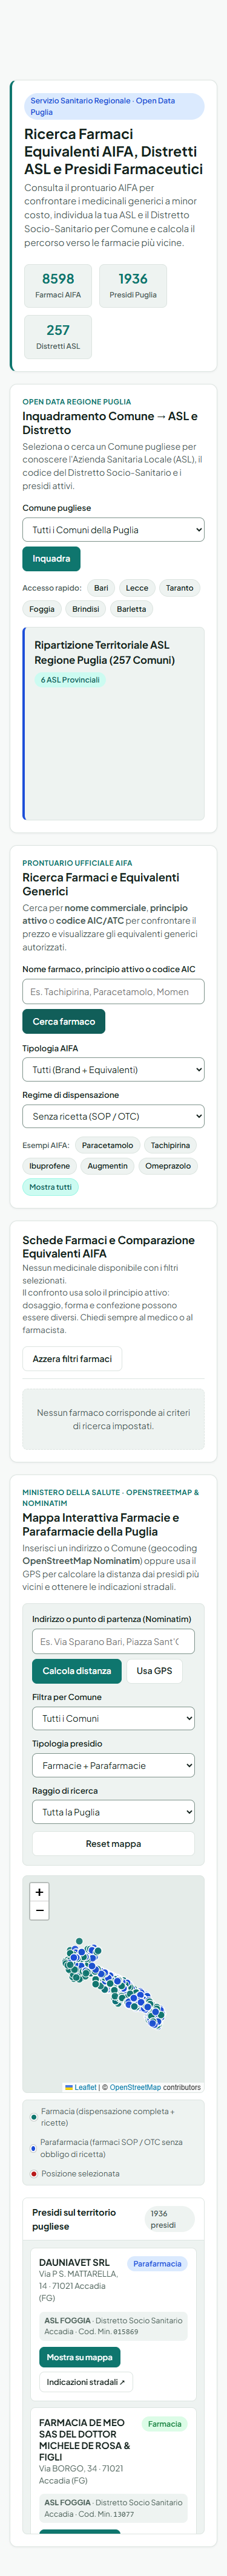 Servizio Sanitario Regionale · Open Data
Puglia
Ricerca Farmaci
Equivalenti AIFA, Distretti
ASL e Presidi Farmaceutici
Consulta il prontuario AIFA per
confrontare i medicinali generici a minor
costo, individua la tua ASL e il Distretto
Socio-Sanitario per Comune e calcola il
percorso verso le farmacie più vicine.
8598
Farmaci AIFA
1936
Presidi Puglia
257
Distretti ASL
OPEN DATA REGIONE PUGLIA
Inquadramento Comune → ASL e
Distretto
Seleziona o cerca un Comune pugliese per
conoscere l'Azienda Sanitaria Locale (ASL), il
codice del Distretto Socio-Sanitario e i
presidi attivi.
Comune pugliese
Tutti i Comuni della Puglia
Inquadra
Accesso rapido: Bari Lecce Taranto
Foggia Brindisi Barletta
Ripartizione Territoriale ASL
Regione Puglia (257 Comuni)
6 ASL Provinciali
PRONTUARIO UFFICIALE AIFA
Ricerca Farmaci e Equivalenti
Generici
Cerca per nome commerciale, principio
attivo o codice AIC/ATC per confrontare il
prezzo e visualizzare gli equivalenti generici
autorizzati.
Nome farmaco, principio attivo o codice AIC
Es. Tachipirina, Paracetamolo, Momen
Cerca farmaco
Tipologia AIFA
Tutti (Brand + Equivalenti)
Regime di dispensazione
Senza ricetta (SOP / OTC)
Esempi AIFA: Paracetamolo Tachipirina
Ibuprofene Augmentin Omeprazolo
Mostra tutti
Schede Farmaci e Comparazione
Equivalenti AIFA
Nessun medicinale disponibile con i filtri
selezionati.
Il confronto usa solo il principio attivo:
dosaggio, forma e confezione possono
essere diversi. Chiedi sempre al medico o al
farmacista.
Azzera filtri farmaci
Nessun farmaco corrisponde ai criteri
di ricerca impostati.
MINISTERO DELLA SALUTE · OPENSTREETMAP &
NOMINATIM
Mappa Interattiva Farmacie e
Parafarmacie della Puglia
Inserisci un indirizzo o Comune (geocoding
OpenStreetMap Nominatim) oppure usa il
GPS per calcolare la distanza dai presidi più
vicini e ottenere le indicazioni stradali.
Indirizzo o punto di partenza (Nominatim)
Es. Via Sparano Bari, Piazza Sant'C
Calcola distanza Usa GPS
Filtra per Comune
Tutti i Comuni
Tipologia presidio
Farmacie + Parafarmacie
Raggio di ricerca
Tutta la Puglia
Reset mappa
+
−
Leaflet | © OpenStreetMap contributors
Farmacia (dispensazione completa +
ricette)
Parafarmacia (farmaci SOP / OTC senza
obbligo di ricetta)
Posizione selezionata
Presidi sul territorio
pugliese
1936
presidi
DAUNIAVET SRL
Parafarmacia
Via P S. MATTARELLA,
14 · 71021 Accadia
(FG)
ASL FOGGIA · Distretto Socio Sanitario
Accadia · Cod. Min. 015869
Mostra su mappa
Indicazioni stradali ↗
FARMACIA DE MEO
SAS DEL DOTTOR
MICHELE DE ROSA &
FIGLI
Farmacia
Via BORGO, 34 · 71021
Accadia (FG)
ASL FOGGIA · Distretto Socio Sanitario
Accadia · Cod. Min. 13077